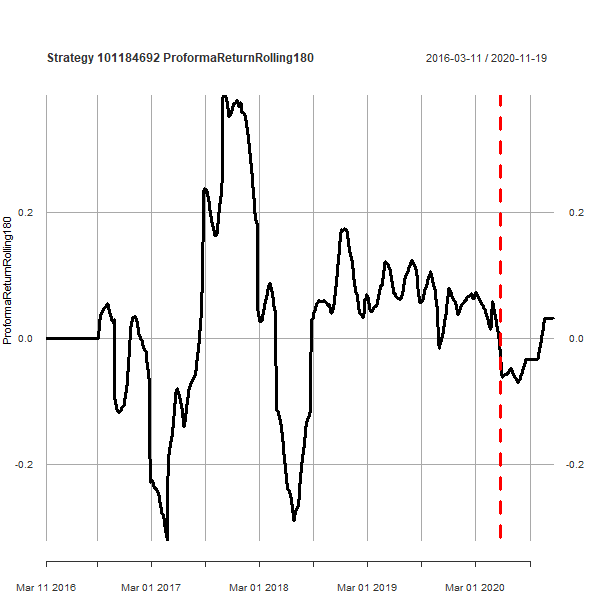 Strategy 101184692 ProformaReturnRolling180
2016-03-11 / 2020-11-19
ProformaReturnRolling180
0.2
0.2
0.0
0.0
-0.2
-0.2
Mar 11 2016
Mar 01 2017
Mar 01 2018
Mar 01 2019
Mar 01 2020